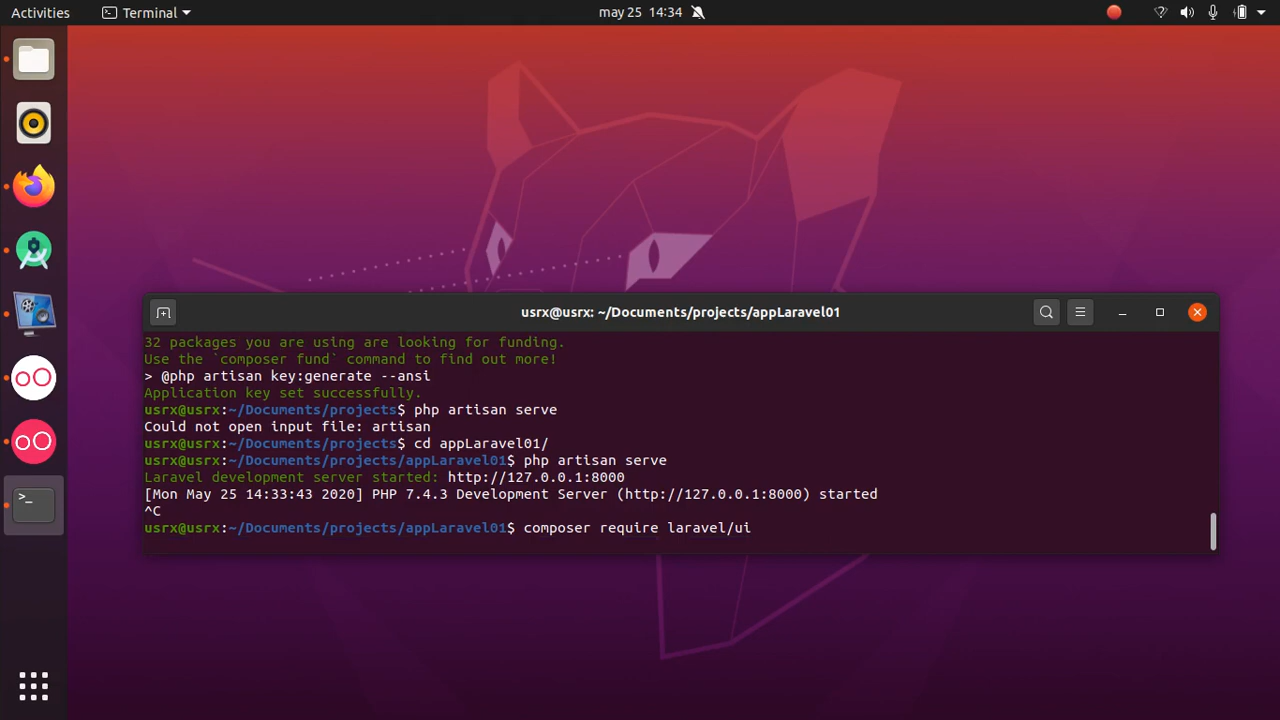 Activities
Terminal
may 25 14:34
usrx@usrx: ~/Documents/projects/appLaravel01
32 packages you are using are looking for funding.
Use the `composer fund` command to find out more!
> @php artisan key:generate --ansi
Application key set successfully.
usrx@usrx:~/Documents/projects$ php artisan serve
Could not open input file: artisan
usrx@usrx:~/Documents/projects$ cd appLaravel01/
usrx@usrx:~/Documents/projects/appLaravel01$ php artisan serve
Laravel development server started: http://127.0.0.1:8000
[Mon May 25 14:33:43 2020] PHP 7.4.3 Development Server (http://127.0.0.1:8000) started
^C
usrx@usrx:~/Documents/projects/appLaravel01$ composer require laravel/ui